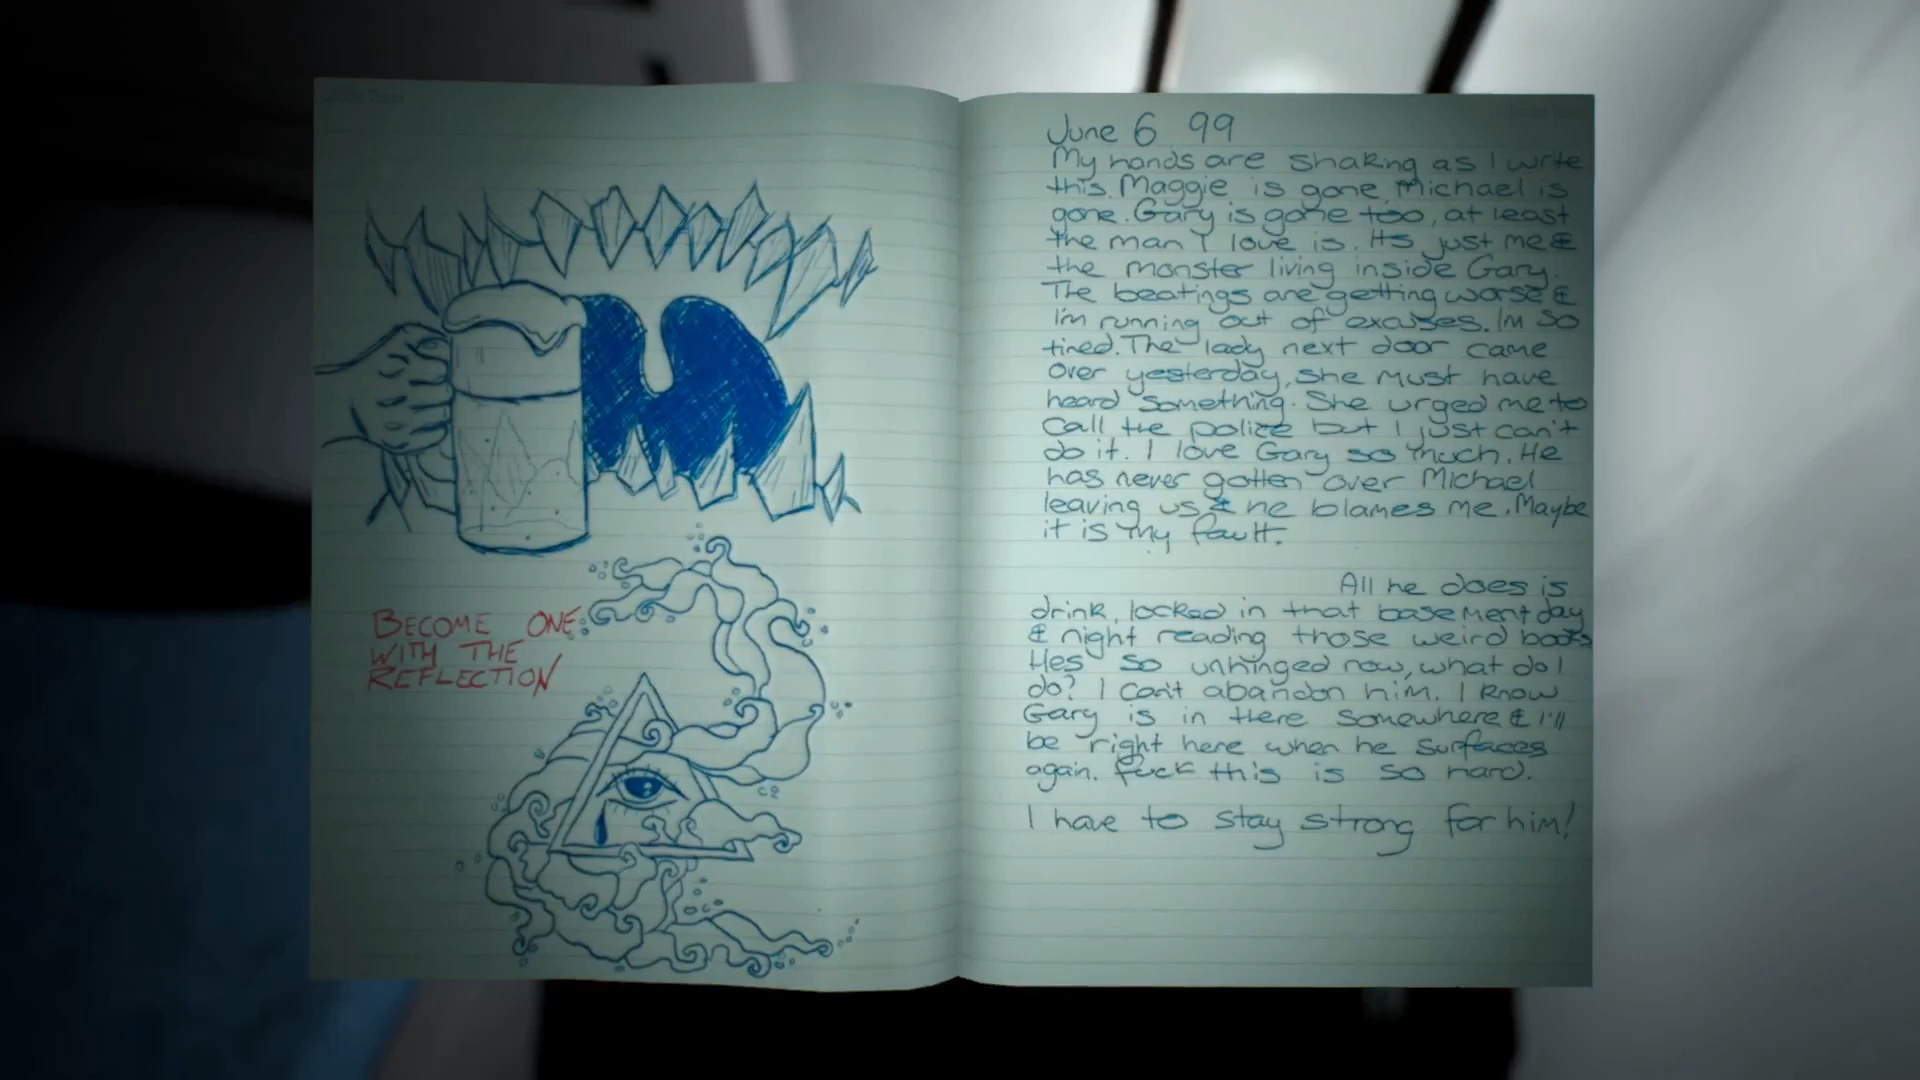 BECOME ONE
WITH THE
REFLECTION
June 6 99
My hands are shaking as I write
this. Maggie is gone, Michael is
gone. Gary is gone too, at least
the man I love is. Its just me &
the monster living inside Gary.
The beatings are getting worse &
I'm running out of excuses. Im so
tired. The lady next door came
over yesterday, she must have
heard something. She urged me to
call the police but I just can't
do it. I love Gary so much. He
has never gotten over Michael
leaving us & he blames me. Maybe
it is my fault.
All he does is
drink, locked in that basement day
& night reading those weird books
Hes so unhinged now, what do I
do? I can't abandon him. I know
Gary is in there somewhere & I'll
be right here when he surfaces
again. fuck this is so hard.
I have to stay strong for him!